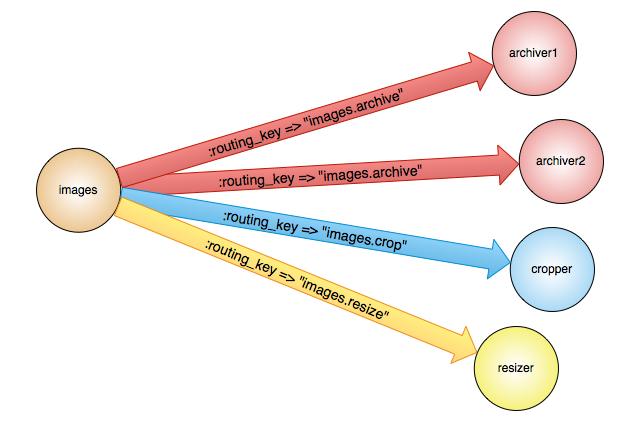 archiver1
:routing_key => "images.archive"
archiver2
:routing_key => "images.archive"
images
:routing_key => "images.crop"
cropper
:routing_key => "images.resize"
resizer